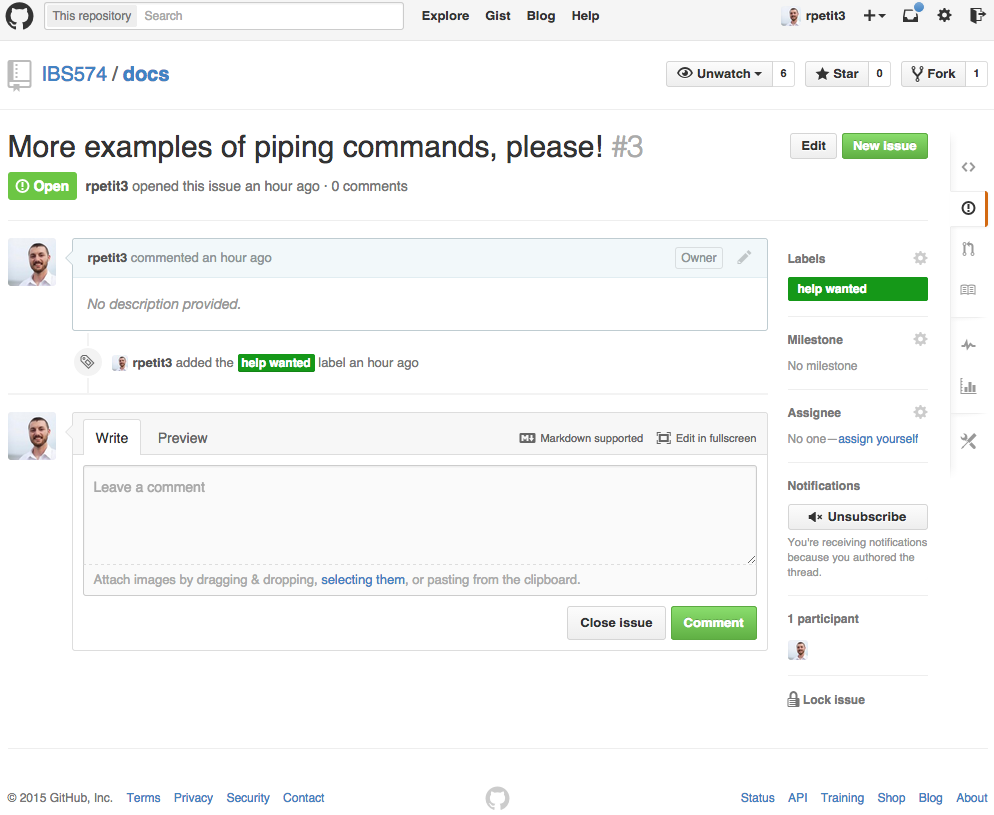 This repository Search Explore Gist Blog Help rpetit3
IBS574 / docs Unwatch 6 Star 0 Fork 1
More examples of piping commands, please! #3 Edit New issue
Open rpetit3 opened this issue an hour ago · 0 comments
rpetit3 commented an hour ago Owner
No description provided.
rpetit3 added the help wanted label an hour ago
Write Preview Markdown supported Edit in fullscreen
Leave a comment
Attach images by dragging & dropping, selecting them, or pasting from the clipboard.
Close issue Comment
Labels
help wanted
Milestone
No milestone
Assignee
No one—assign yourself
Notifications
Unsubscribe
You're receiving notifications
because you authored the
thread.
1 participant
Lock issue
© 2015 GitHub, Inc. Terms Privacy Security Contact Status API Training Shop Blog About